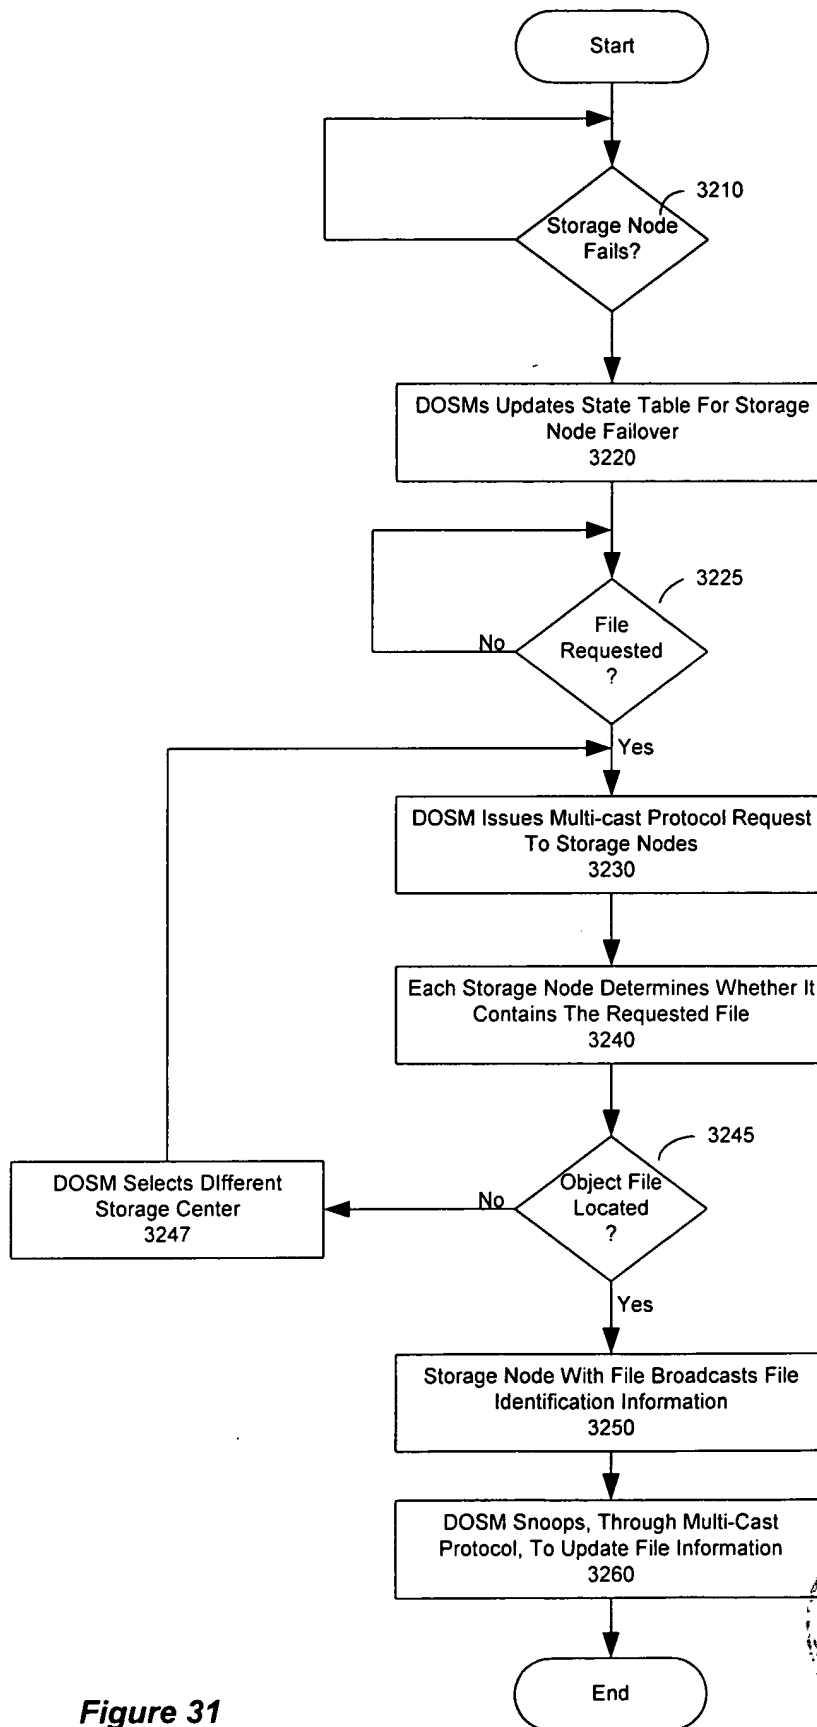 Start
3210
Storage Node
Fails?
DOSMs Updates State Table For Storage
Node Failover
3220
3225
File
Requested
?
No
Yes
DOSM Issues Multi-cast Protocol Request
To Storage Nodes
3230
Each Storage Node Determines Whether It
Contains The Requested File
3240
3245
Object File
Located
?
No
DOSM Selects DIfferent
Storage Center
3247
Yes
Storage Node With File Broadcasts File
Identification Information
3250
DOSM Snoops, Through Multi-Cast
Protocol, To Update File Information
3260
End
Figure 31